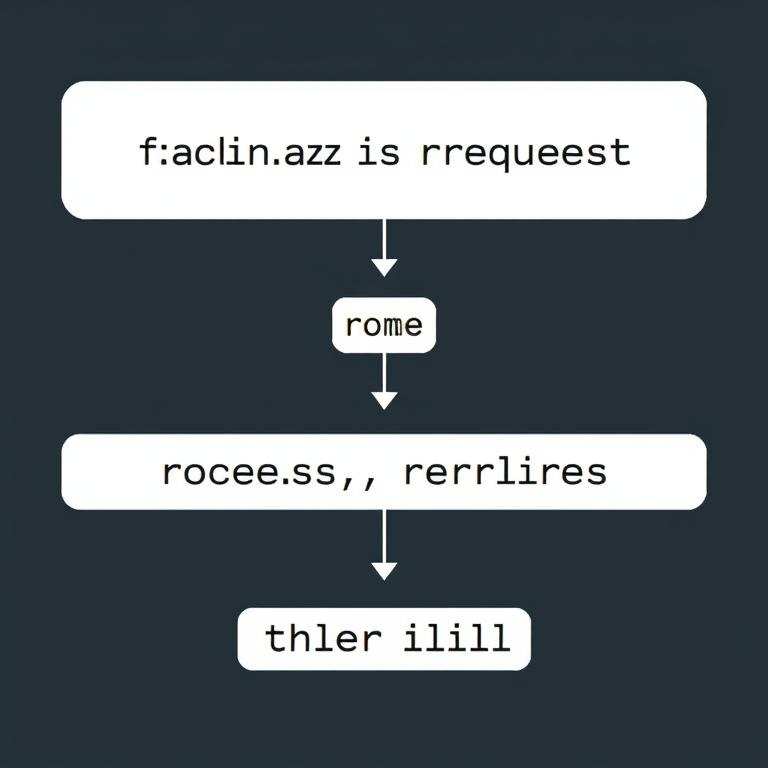 f:aclin.azz is rrequeest
rome
rocee.ss,, rerrlires
thler ilill